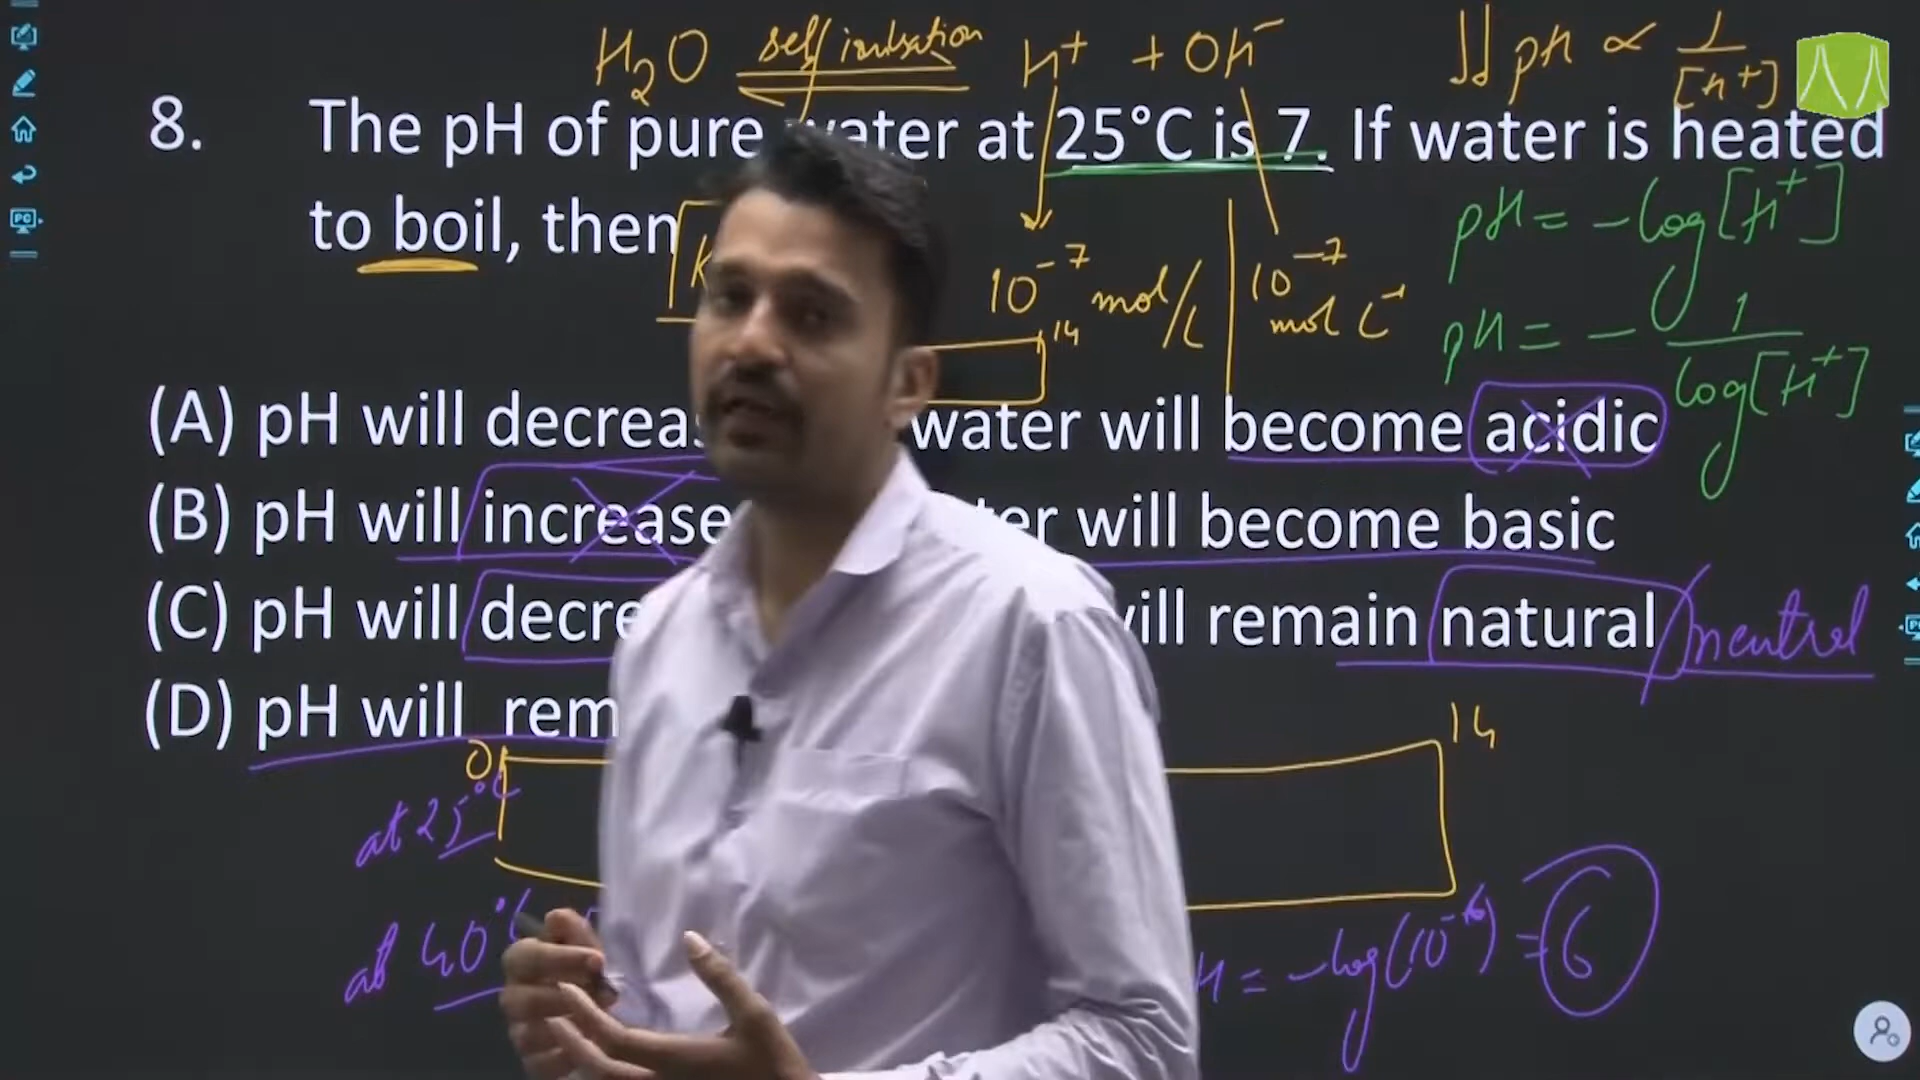 H₂O self ionisation H⁺ + OH⁻
pH ∝ 1/[H⁺]
8. The pH of pure water at 25°C is 7. If water is heated
to boil, then
pH = -log[H⁺]
10⁻⁷ mol/L
10⁻⁷ mol L⁻¹
pH = - 1/log[H⁺]
14
(A) pH will decreas water will become acidic
(B) pH will increase will become basic
(C) pH will decre will remain natural neutral
(D) pH will rem
0 14
at 25°C
at 40°C
H = -log(10⁻⁶) = 6
PC